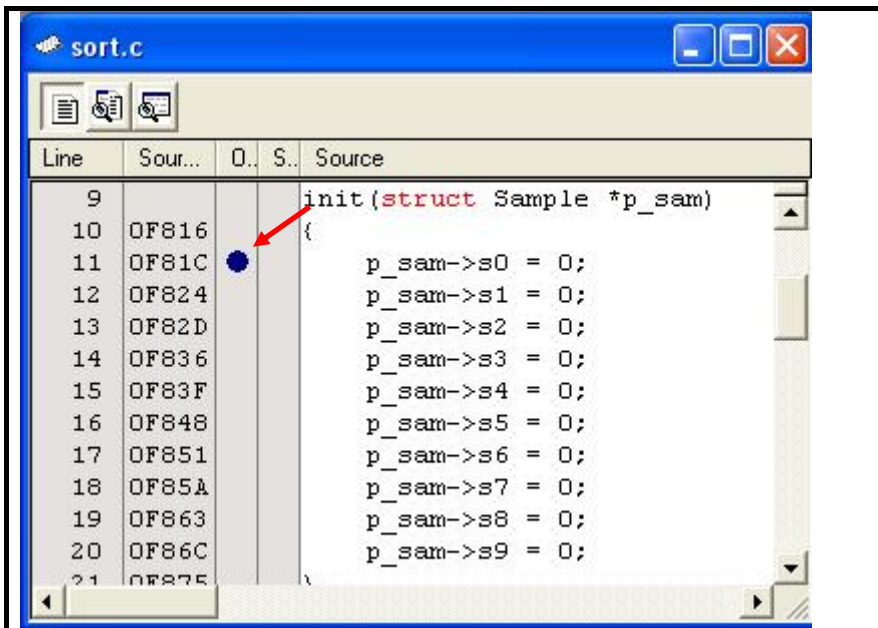 sort.c
Line Sour... O.. S.. Source
9 init(struct Sample *p_sam)
10 0F816 {
11 0F81C p_sam->s0 = 0;
12 0F824 p_sam->s1 = 0;
13 0F82D p_sam->s2 = 0;
14 0F836 p_sam->s3 = 0;
15 0F83F p_sam->s4 = 0;
16 0F848 p_sam->s5 = 0;
17 0F851 p_sam->s6 = 0;
18 0F85A p_sam->s7 = 0;
19 0F863 p_sam->s8 = 0;
20 0F86C p_sam->s9 = 0;
21 0F875 }